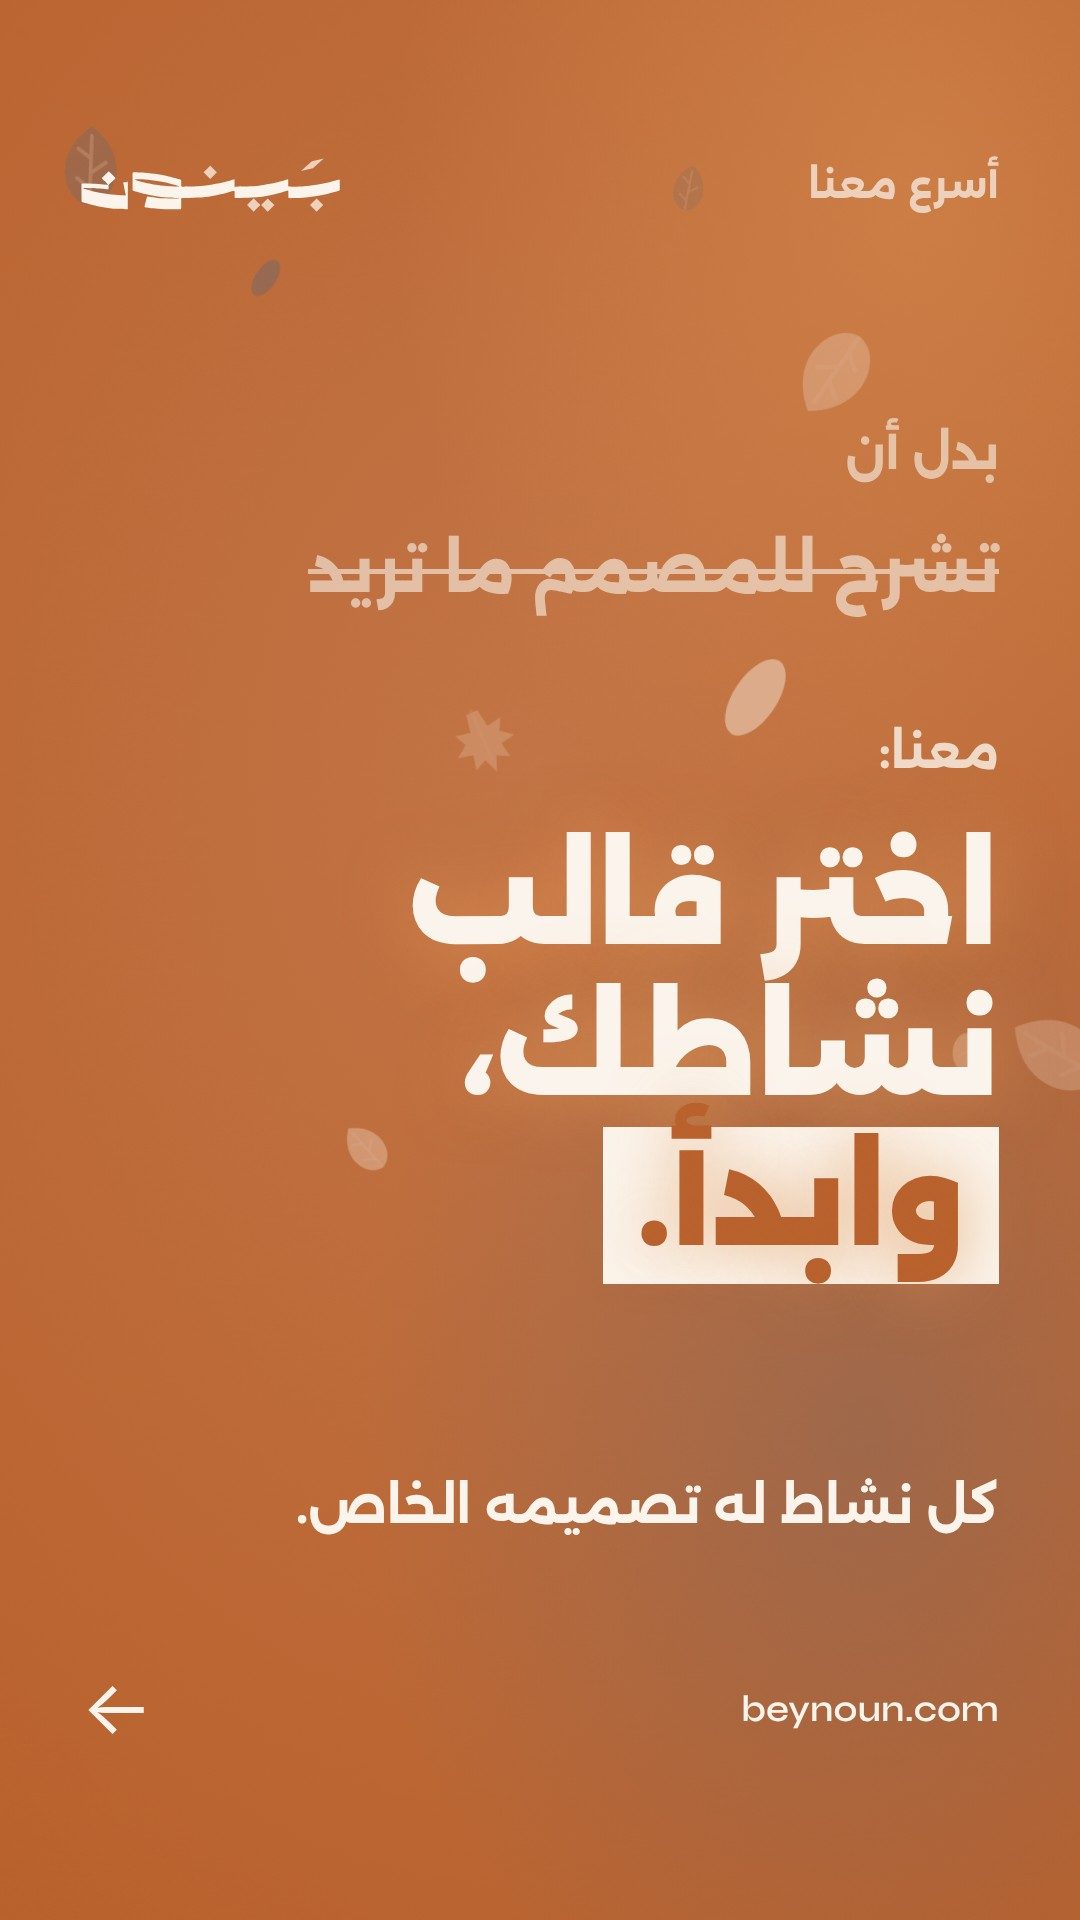 أسرع معنا
بَينون
بدل أن
تشرح للمصمم ما تريد
معنا:
اختر قالب
نشاطك،
وابدأ.
كل نشاط له تصميمه الخاص.
beynoun.com